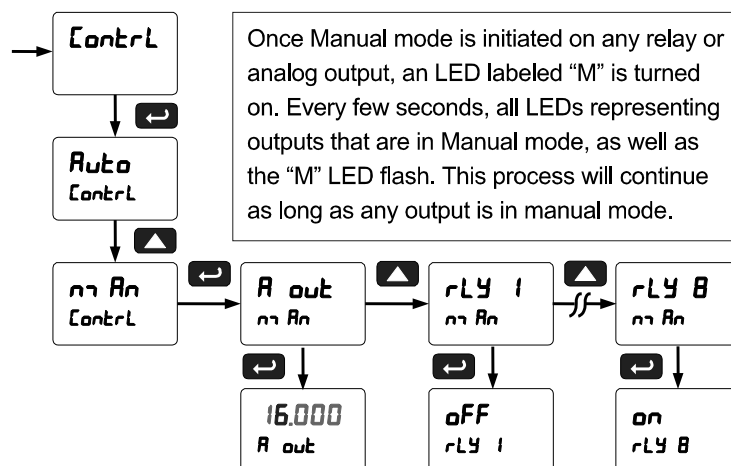 Contrl
Once Manual mode is initiated on any relay or
analog output, an LED labeled “M” is turned
on. Every few seconds, all LEDs representing
outputs that are in Manual mode, as well as
the “M” LED flash. This process will continue
as long as any output is in manual mode.
Auto
Contrl
mAn
Contrl
A out
mAn
rLY 1
mAn
rLY 8
mAn
16.000
A out
oFF
rLY 1
on
rLY 8